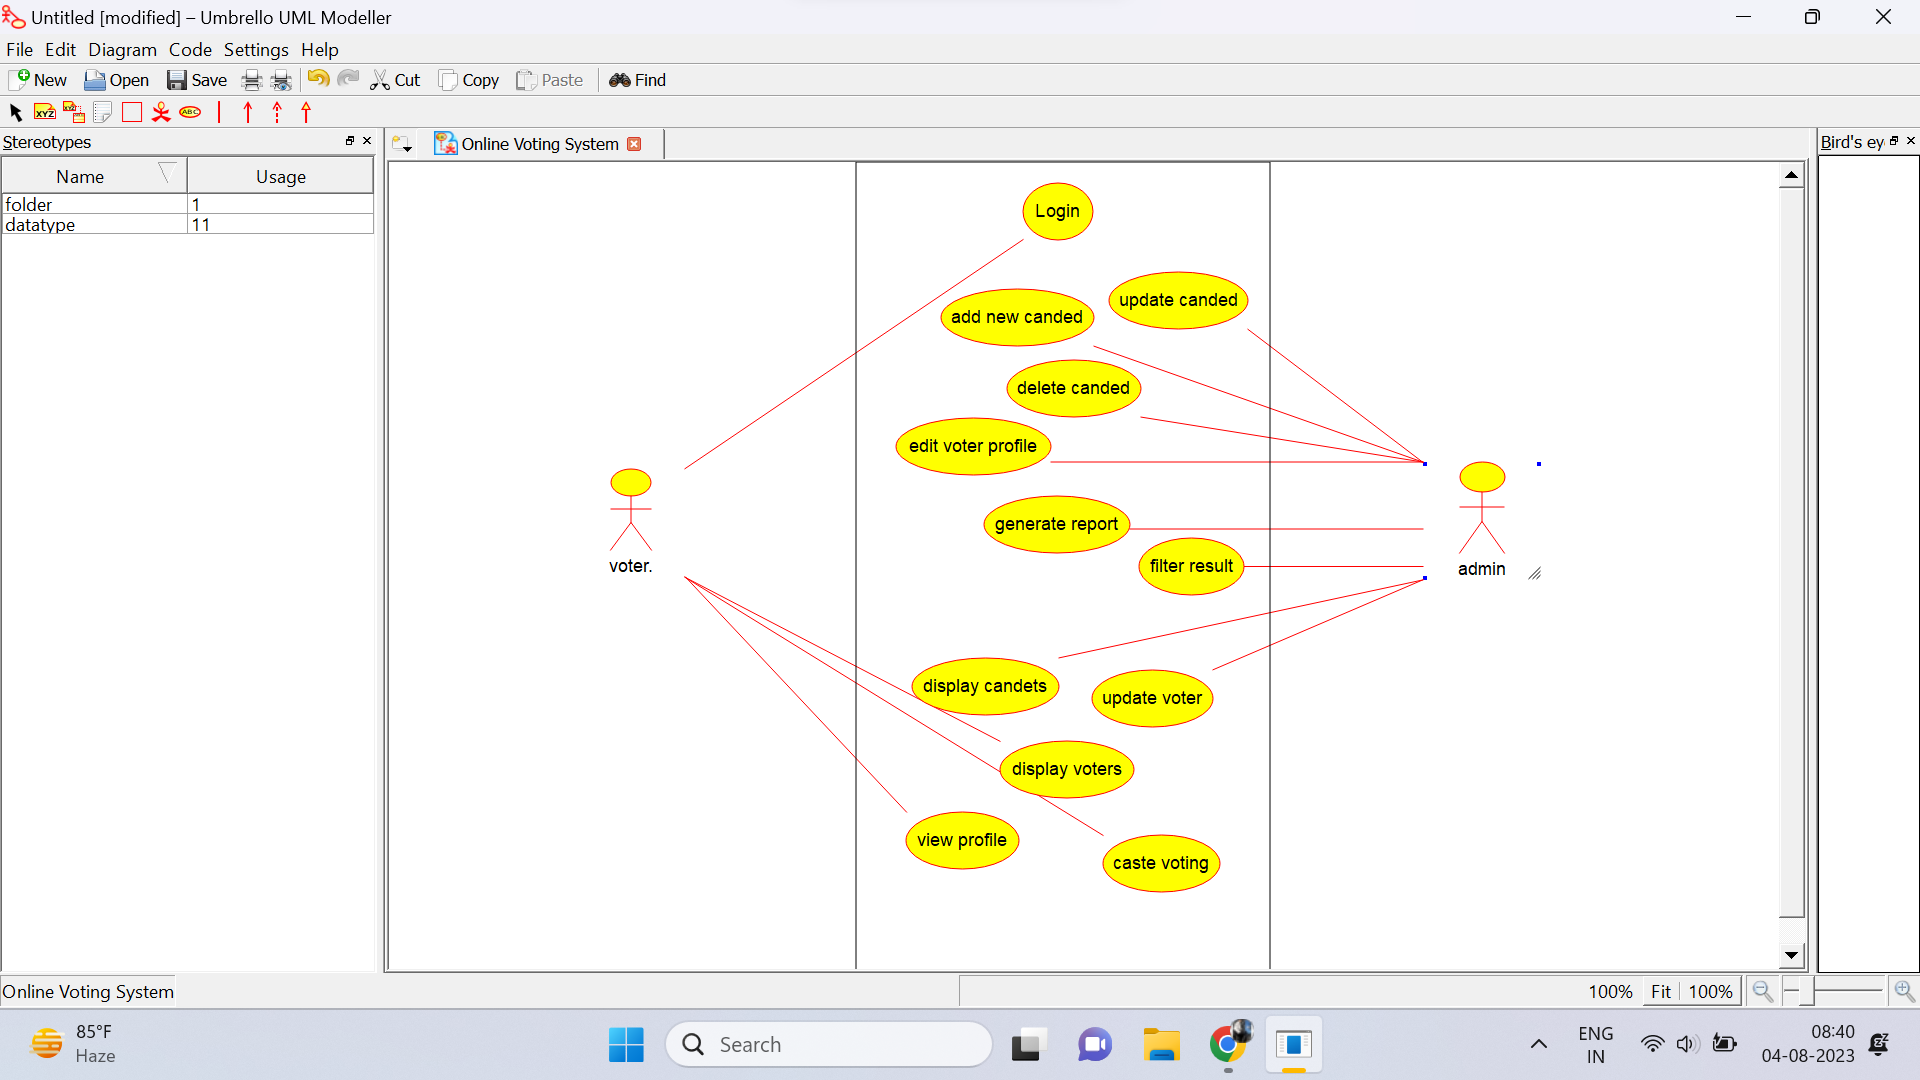 Untitled [modified] – Umbrello UML Modeller
File Edit Diagram Code Settings Help
New Open Save Cut Copy Paste Find
XYZ XYZ ABC
Stereotypes
Online Voting System
Bird's ey
Name Usage
folder 1
datatype 11
Login
update canded
add new canded
delete canded
edit voter profile
generate report
filter result
voter.
admin
display candets
update voter
display voters
view profile
caste voting
Online Voting System
100% Fit 100%
85°F
Haze
Search
ENG
IN
08:40
04-08-2023